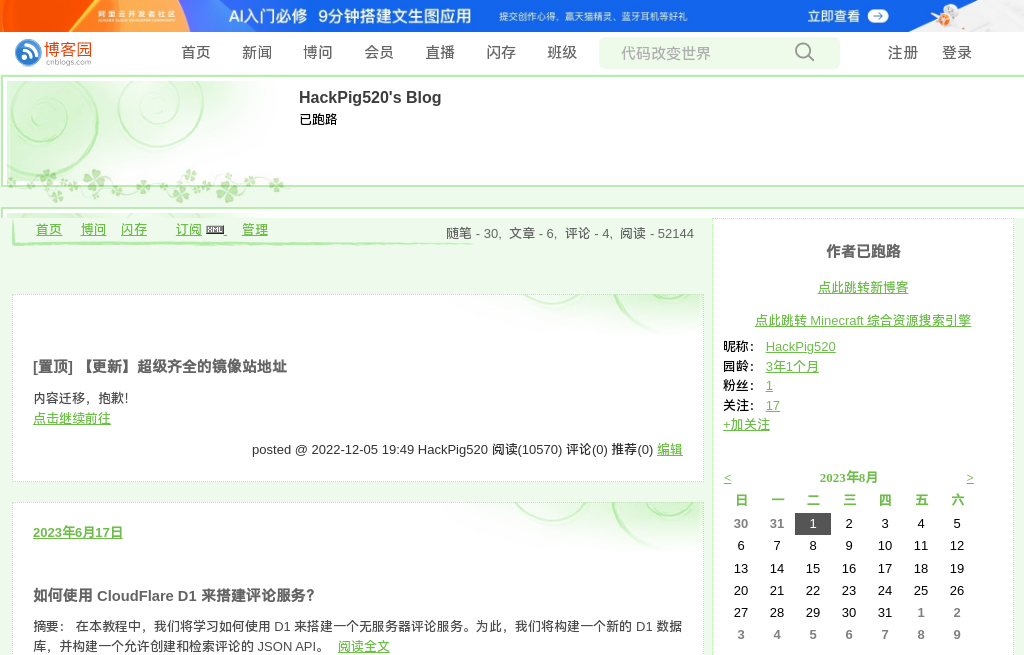 阿里云开发者社区
AI入门必修 9分钟搭建文生图应用 提交创作心得，赢天猫精灵、蓝牙耳机等好礼 立即查看
博客园
cnblogs.com
首页 新闻 博问 会员 直播 闪存 班级 代码改变世界 注册 登录
HackPig520's Blog
已跑路
首页 博问 闪存 订阅 XML 管理
随笔 - 30, 文章 - 6, 评论 - 4, 阅读 - 52144
[置顶] 【更新】超级齐全的镜像站地址
内容迁移，抱歉！
点击继续前往
posted @ 2022-12-05 19:49 HackPig520 阅读(10570) 评论(0) 推荐(0) 编辑
2023年6月17日
如何使用 CloudFlare D1 来搭建评论服务？
摘要： 在本教程中，我们将学习如何使用 D1 来搭建一个无服务器评论服务。为此，我们将构建一个新的 D1 数据
库，并构建一个允许创建和检索评论的 JSON API。 阅读全文
作者已跑路
点此跳转新博客
点此跳转 Minecraft 综合资源搜索引擎
昵称： HackPig520
园龄： 3年1个月
粉丝： 1
关注： 17
+加关注
< 2023年8月 >
日 一 二 三 四 五 六
30 31 1 2 3 4 5
6 7 8 9 10 11 12
13 14 15 16 17 18 19
20 21 22 23 24 25 26
27 28 29 30 31 1 2
3 4 5 6 7 8 9